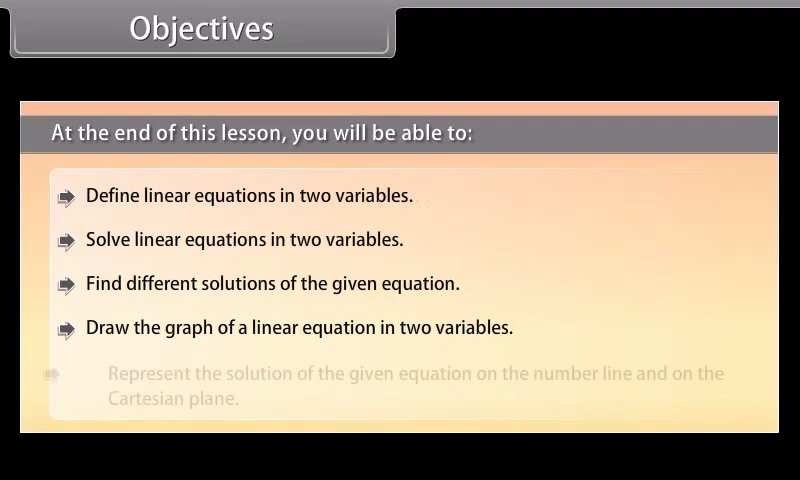 Objectives
At the end of this lesson, you will be able to:
Define linear equations in two variables.
Solve linear equations in two variables.
Find different solutions of the given equation.
Draw the graph of a linear equation in two variables.
Represent the solution of the given equation on the number line and on the
Cartesian plane.